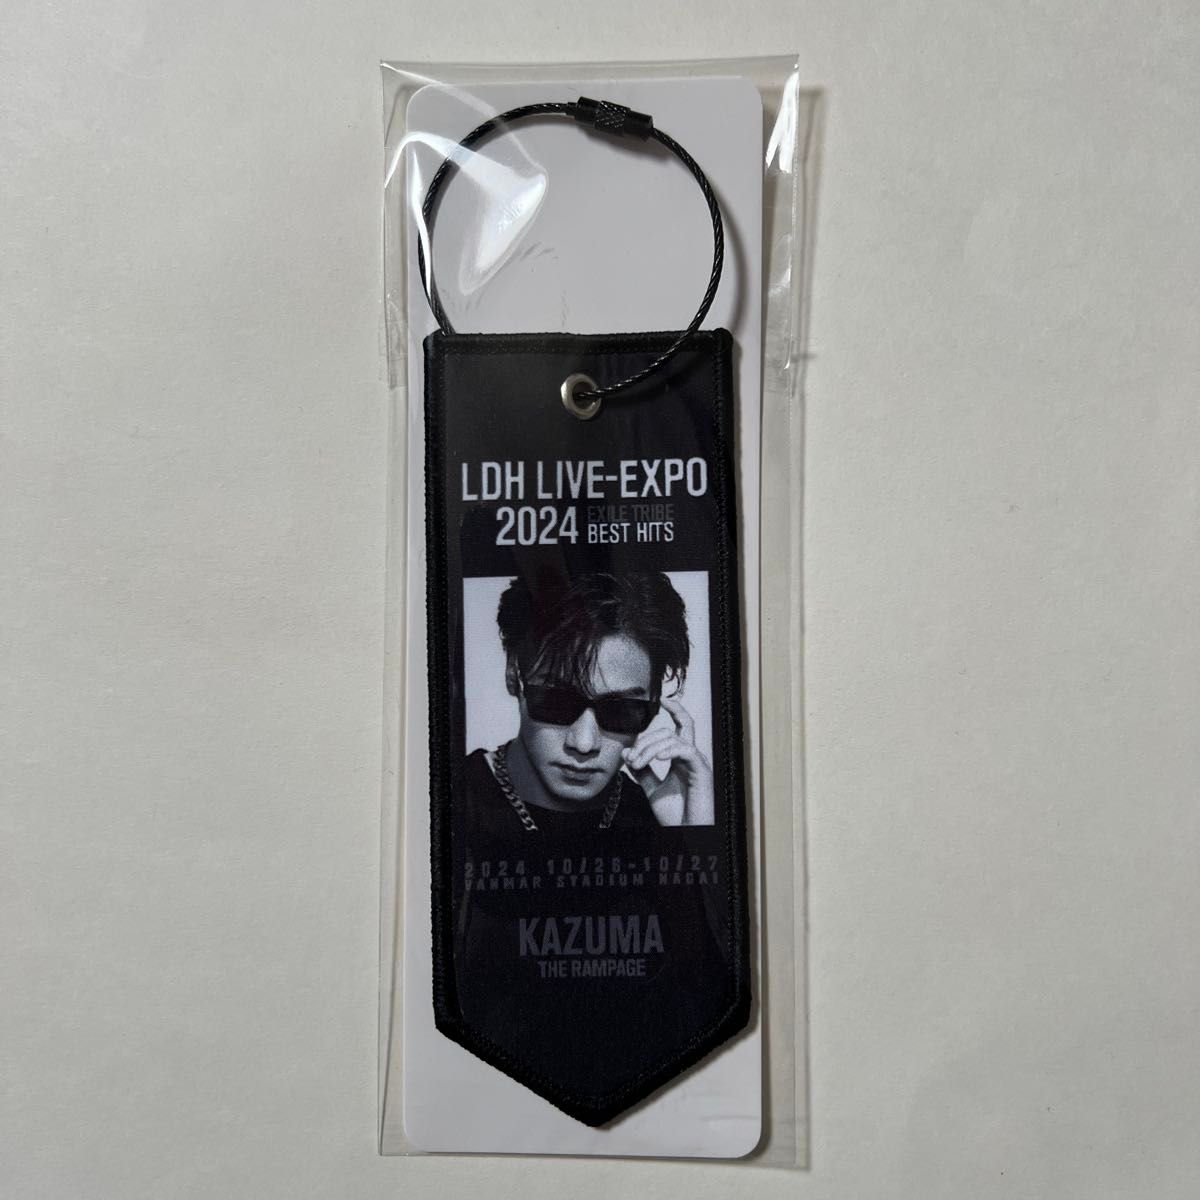 LDH LIVE-EXPO
2024 EXILE TRIBE
BEST HITS
2024 10/26-10/27
YANMAR STADIUM NAGAI
KAZUMA
THE RAMPAGE